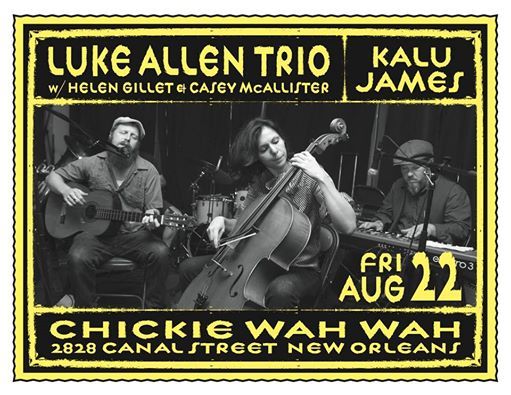 LUKE ALLEN TRIO
w/ HELEN GILLET & CASEY McALLISTER
KALU
JAMES
FRI
AUG 22
CHICKIE WAH WAH
2828 CANAL STREET NEW ORLEANS